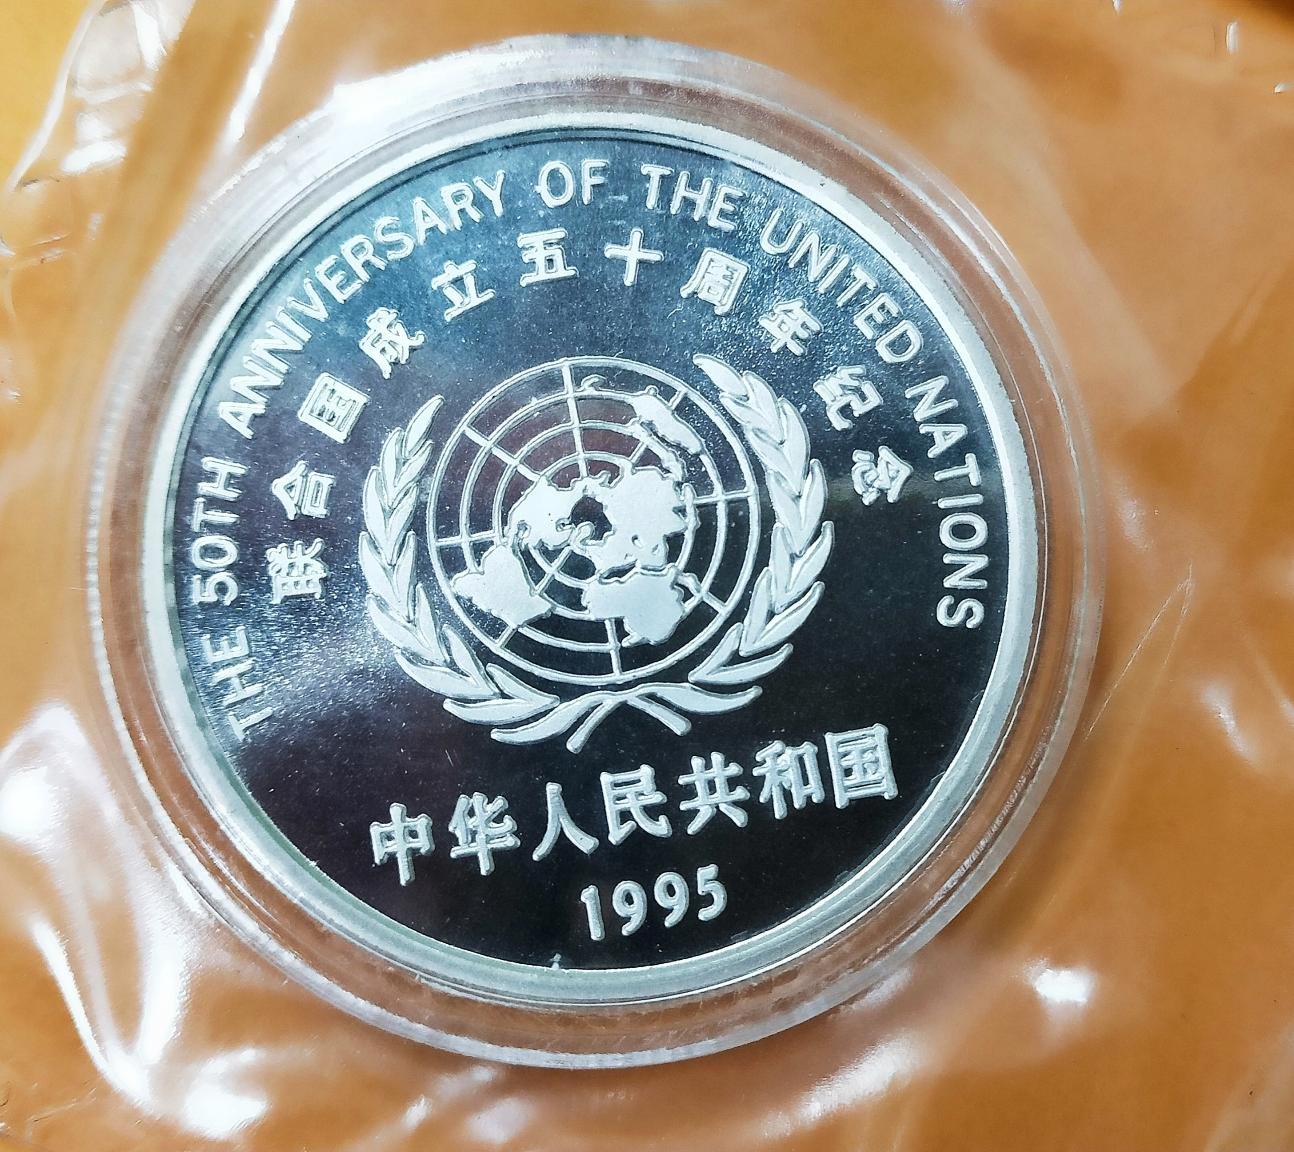 THE 50TH ANNIVERSARY OF THE UNITED NATIONS
联合国成立五十周年纪念
中华人民共和国
1995